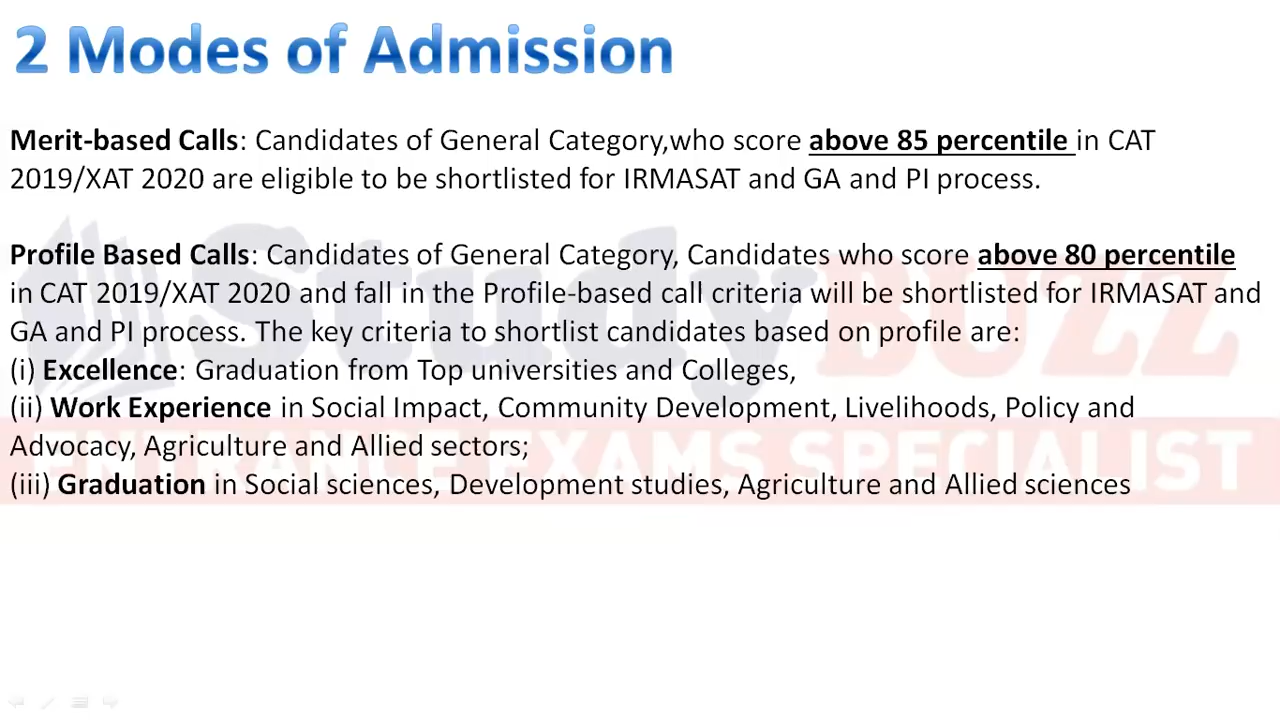 2 Modes of Admission
Merit-based Calls: Candidates of General Category,who score above 85 percentile in CAT
2019/XAT 2020 are eligible to be shortlisted for IRMASAT and GA and PI process.
Profile Based Calls: Candidates of General Category, Candidates who score above 80 percentile
in CAT 2019/XAT 2020 and fall in the Profile-based call criteria will be shortlisted for IRMASAT and
GA and PI process. The key criteria to shortlist candidates based on profile are:
(i) Excellence: Graduation from Top universities and Colleges,
(ii) Work Experience in Social Impact, Community Development, Livelihoods, Policy and
Advocacy, Agriculture and Allied sectors;
(iii) Graduation in Social sciences, Development studies, Agriculture and Allied sciences
StudyBUZZ
ENTRANCE EXAMS SPECIALIST